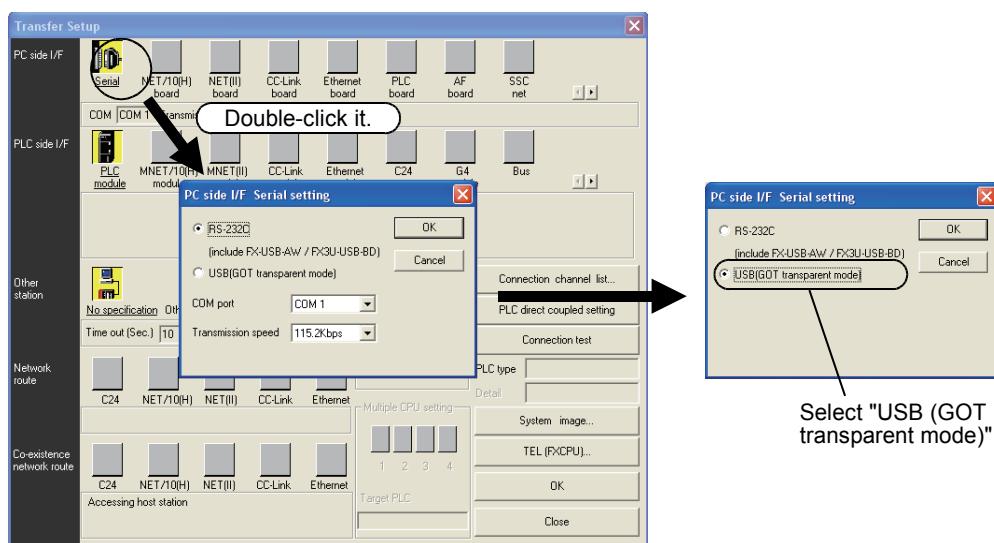 Transfer Setup
PC side I/F
Serial
NET/10(H) board
NET(II) board
CC-Link board
Ethernet board
PLC board
AF board
SSC net
COM COM 1
Double-click it.
PLC side I/F
PLC module
MNET/10(H)
MNET(II)
CC-Link
Ethernet
C24
G4
Bus
PC side I/F Serial setting
RS-232C
(include FX-USB-AW / FX3U-USB-BD)
USB(GOT transparent mode)
COM port COM 1
Transmission speed 115.2Kbps
OK
Cancel
Other station
No specification
Time out (Sec.) 10
Connection channel list...
PLC direct coupled setting
Connection test
PLC type
Detail
System image...
TEL (FXCPU)...
OK
Close
Network route
C24
NET/10(H)
NET(II)
CC-Link
Ethernet
Multiple CPU setting
1 2 3 4
Target PLC
Co-existence network route
C24
NET/10(H)
NET(II)
CC-Link
Ethernet
Accessing host station
PC side I/F Serial setting
RS-232C
(include FX-USB-AW / FX3U-USB-BD)
USB(GOT transparent mode)
OK
Cancel
Select "USB (GOT
transparent mode)"